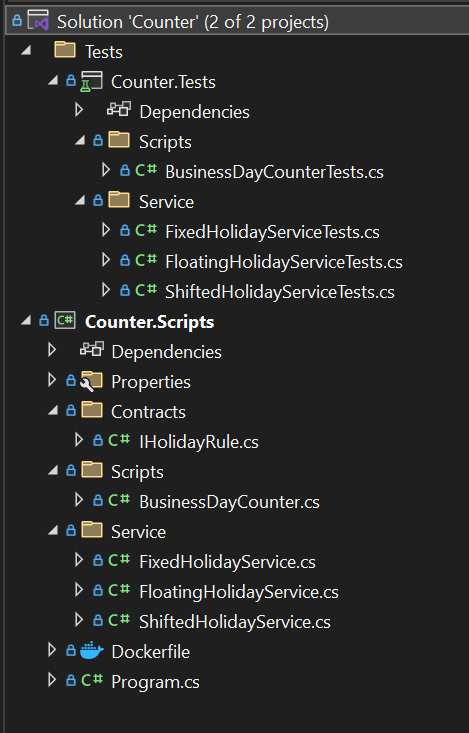 Solution 'Counter' (2 of 2 projects)
Tests
Counter.Tests
Dependencies
Scripts
C# BusinessDayCounterTests.cs
Service
C# FixedHolidayServiceTests.cs
C# FloatingHolidayServiceTests.cs
C# ShiftedHolidayServiceTests.cs
C# Counter.Scripts
Dependencies
Properties
Contracts
C# IHolidayRule.cs
Scripts
C# BusinessDayCounter.cs
Service
C# FixedHolidayService.cs
C# FloatingHolidayService.cs
C# ShiftedHolidayService.cs
Dockerfile
C# Program.cs